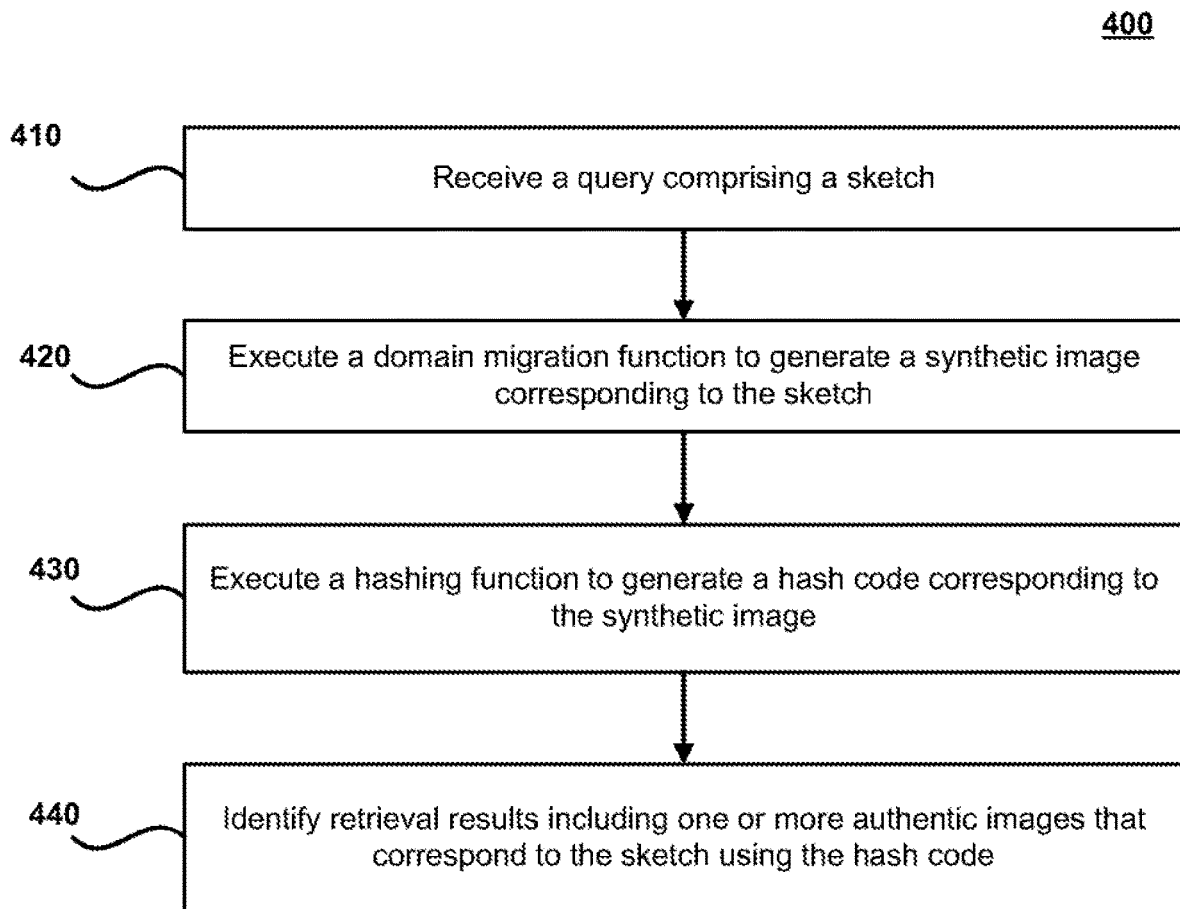 400
410
Receive a query comprising a sketch
420
Execute a domain migration function to generate a synthetic image
corresponding to the sketch
430
Execute a hashing function to generate a hash code corresponding to
the synthetic image
440
Identify retrieval results including one or more authentic images that
correspond to the sketch using the hash code